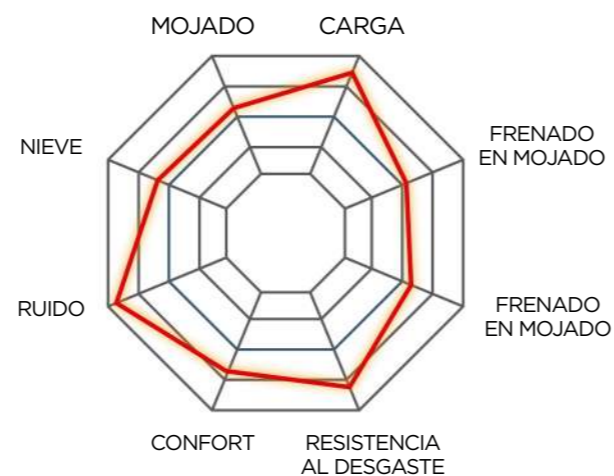 MOJADO
CARGA
NIEVE
FRENADO
EN MOJADO
RUIDO
FRENADO
EN MOJADO
CONFORT
RESISTENCIA
AL DESGASTE